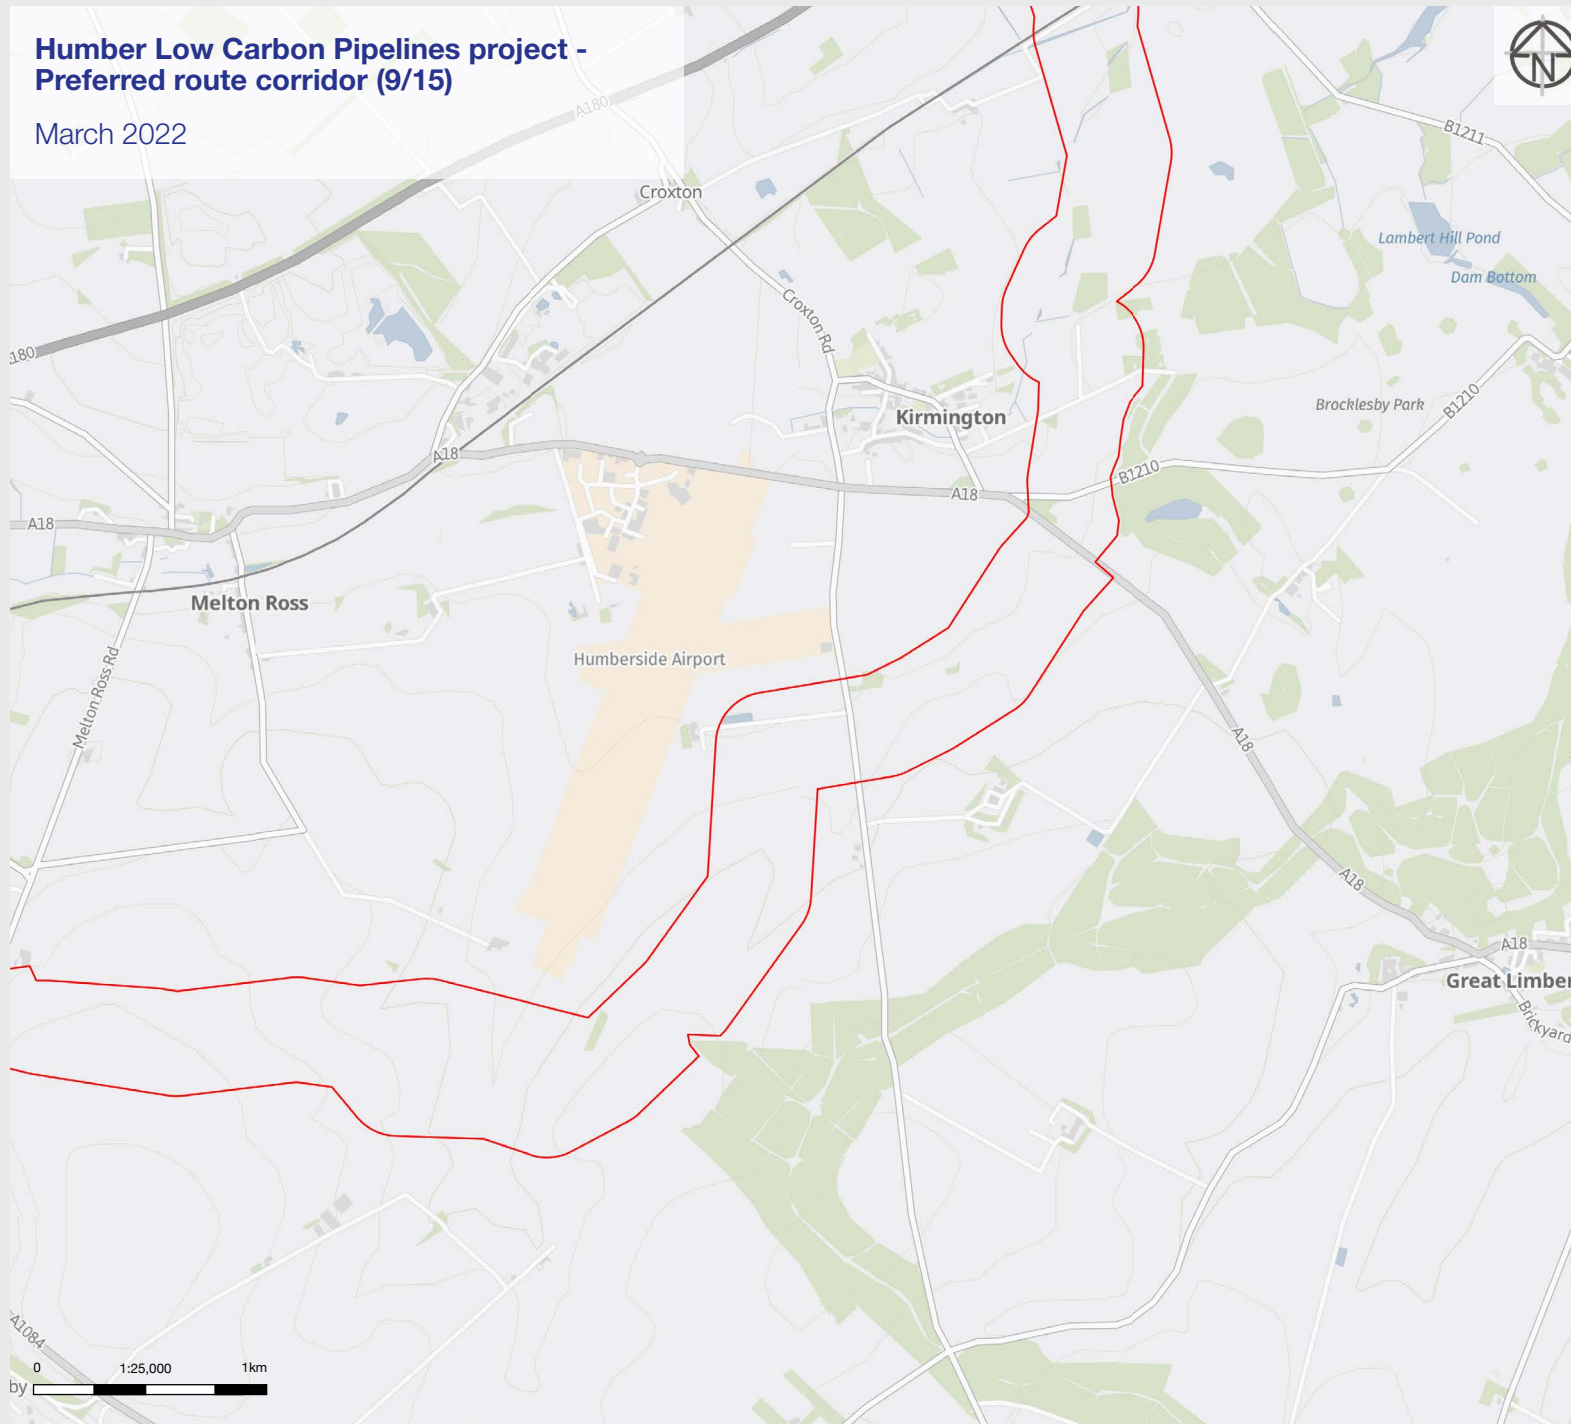 Humber Low Carbon Pipelines project -
Preferred route corridor (9/15)
March 2022
N
A180
B1211
Croxton
Lambert Hill Pond
Dam Bottom
Croxton Rd
180
Brocklesby Park
B1210
Kirmington
A18
B1210
A18
A18
Melton Ross
Humberside Airport
Melton Ross Rd
A18
A18
A18
Great Limber
Brickyard
A1084
0
1:25,000
1km
by